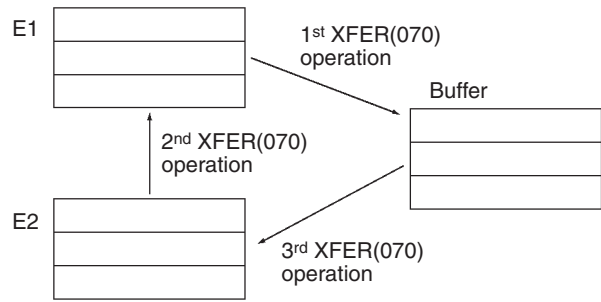 E1
1st XFER(070)
operation
Buffer
2nd XFER(070)
operation
E2
3rd XFER(070)
operation